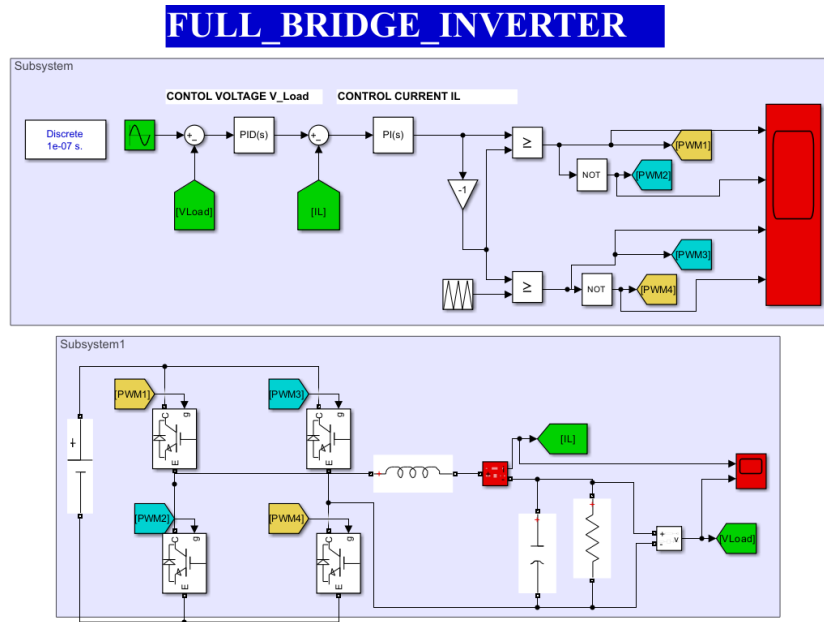 FULL_BRIDGE_INVERTER
Subsystem
CONTOL VOLTAGE V_Load
CONTROL CURRENT IL
Discrete
1e-07 s.
PID(s)
PI(s)
≥
[PWM1]
NOT
[PWM2]
-1
[VLoad]
[IL]
[PWM3]
≥
NOT
[PWM4]
Subsystem1
[PWM1]
C
g
E
[PWM3]
C
g
E
[IL]
[PWM2]
C
g
E
[PWM4]
C
g
E
+
-
v
[VLoad]